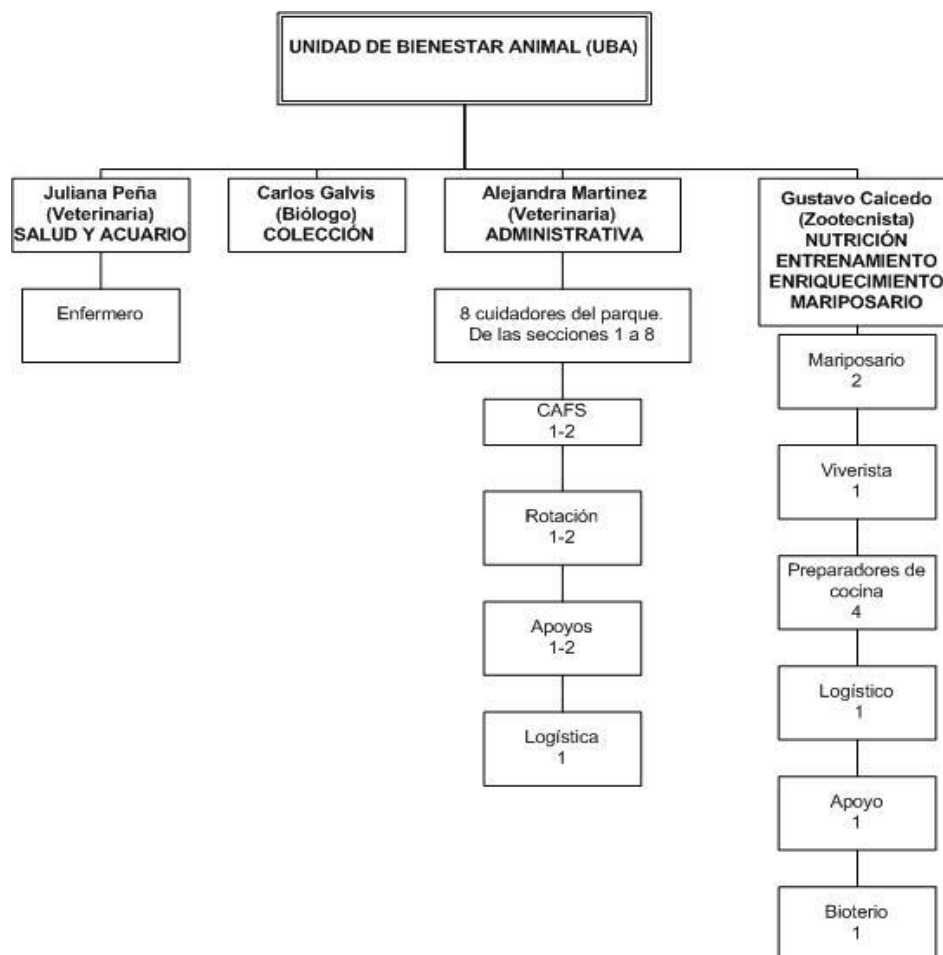 UNIDAD DE BIENESTAR ANIMAL (UBA)
Juliana Peña
(Veterinaria)
SALUD Y ACUARIO
Carlos Galvis
(Biólogo)
COLECCIÓN
Alejandra Martinez
(Veterinaria)
ADMINISTRATIVA
Gustavo Caicedo
(Zootecnista)
NUTRICIÓN
ENTRENAMIENTO
ENRIQUECIMIENTO
MARIPOSARIO
Enfermero
8 cuidadores del parque.
De las secciones 1 a 8
CAFS
1-2
Rotación
1-2
Apoyos
1-2
Logística
1
Mariposario
2
Viverista
1
Preparadores de
cocina
4
Logístico
1
Apoyo
1
Bioterio
1